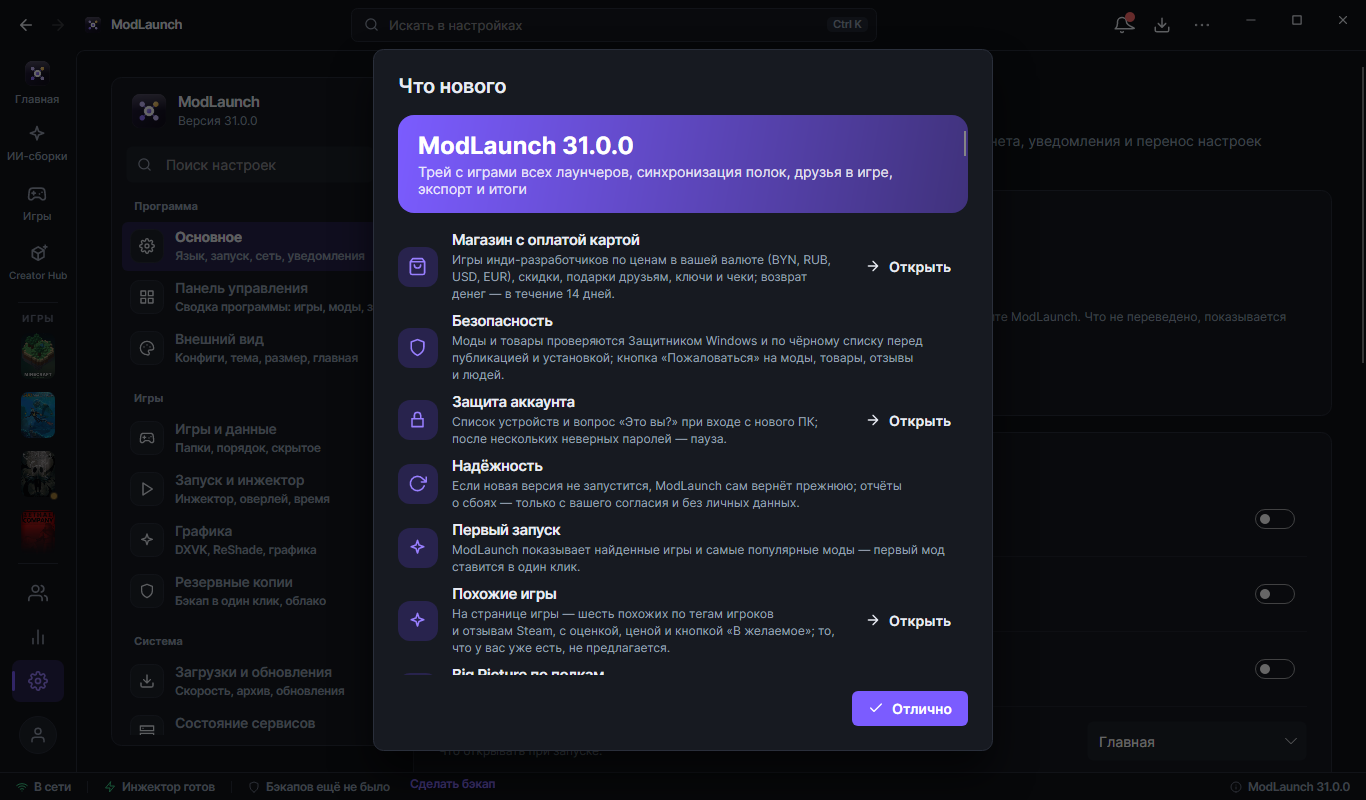 ModLaunch
Искать в настройках
Ctrl K
Главная
ИИ-сборки
Игры
Creator Hub
ИГРЫ
ModLaunch
Версия 31.0.0
Поиск настроек
Программа
Основное
Язык, запуск, сеть, уведомления
Панель управления
Сводка программы: игры, моды, з
Внешний вид
Конфиги, тема, размер, главная
Игры
Игры и данные
Папки, порядок, скрытое
Запуск и инжектор
Инжектор, оверлей, время
Графика
DXVK, ReShade, графика
Резервные копии
Бэкап в один клик, облако
Система
Загрузки и обновления
Скорость, архив, обновления
Состояние сервисов
Что нового
ModLaunch 31.0.0
Трей с играми всех лаунчеров, синхронизация полок, друзья в игре,
экспорт и итоги
Магазин с оплатой картой
Игры инди-разработчиков по ценам в вашей валюте (BYN, RUB,
USD, EUR), скидки, подарки друзьям, ключи и чеки; возврат
денег — в течение 14 дней.
Открыть
Безопасность
Моды и товары проверяются Защитником Windows и по чёрному списку перед
публикацией и установкой; кнопка «Пожаловаться» на моды, товары, отзывы
и людей.
Защита аккаунта
Список устройств и вопрос «Это вы?» при входе с нового ПК;
после нескольких неверных паролей — пауза.
Открыть
Надёжность
Если новая версия не запустится, ModLaunch сам вернёт прежнюю; отчёты
о сбоях — только с вашего согласия и без личных данных.
Первый запуск
ModLaunch показывает найденные игры и самые популярные моды — первый мод
ставится в один клик.
Похожие игры
На странице игры — шесть похожих по тегам игроков
и отзывам Steam, с оценкой, ценой и кнопкой «В желаемое»; то,
что у вас уже есть, не предлагается.
Открыть
Big Picture по полкам
Отлично
нета, уведомления и перенос настроек
те ModLaunch. Что не переведено, показывается
Что открывать при запуске.
Главная
В сети
Инжектор готов
Бэкапов ещё не было
Сделать бэкап
ModLaunch 31.0.0